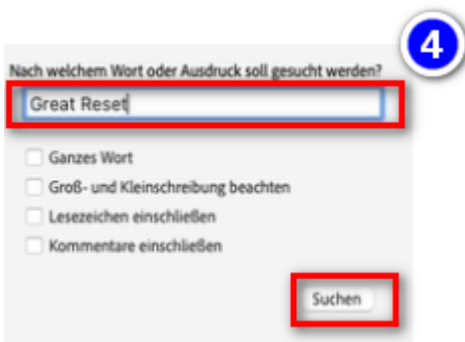 4
Nach welchem Wort oder Ausdruck soll gesucht werden?
Great Reset
Ganzes Wort
Groß- und Kleinschreibung beachten
Lesezeichen einschließen
Kommentare einschließen
Suchen